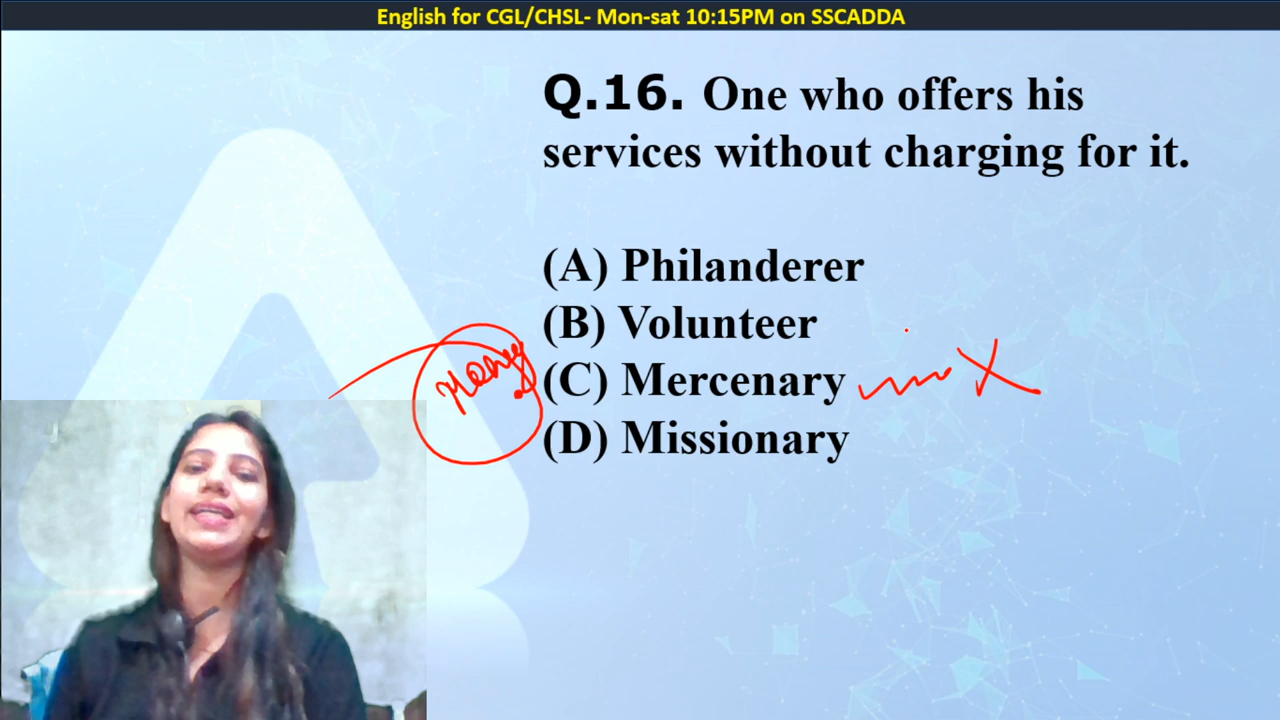 English for CGL/CHSL- Mon-sat 10:15PM on SSCADDA
Q.16. One who offers his
services without charging for it.
(A) Philanderer
(B) Volunteer
Money
(C) Mercenary
(D) Missionary